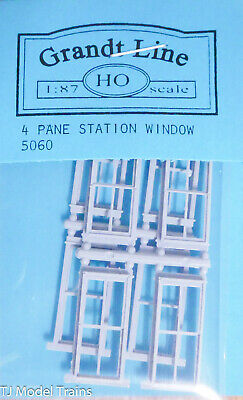 Grandt Line
1:87 HO scale
4 PANE STATION WINDOW
5060
TJ Model Trains